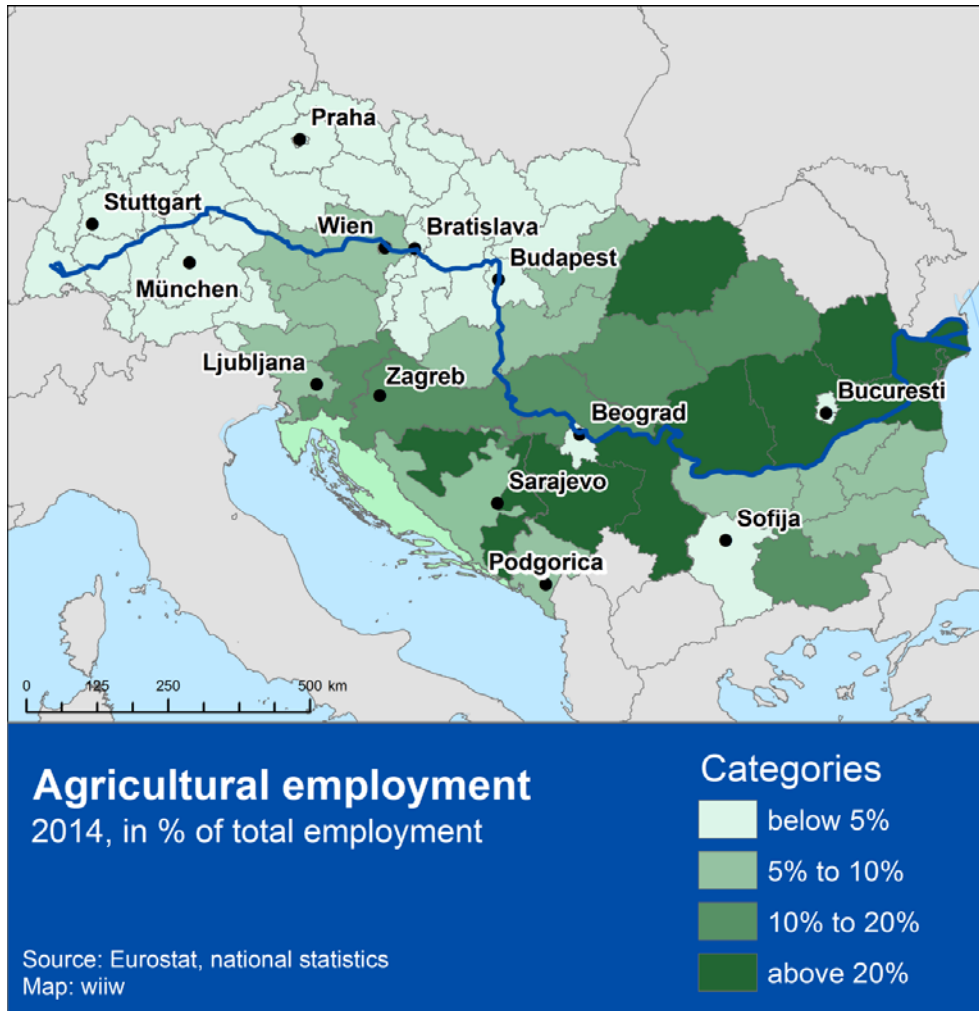 Praha
Stuttgart
Wien
Bratislava
Budapest
München
Ljubljana
Zagreb
Bucuresti
Beograd
Sarajevo
Sofija
Podgorica
0 125 250 500 km
Agricultural employment
2014, in % of total employment
Source: Eurostat, national statistics
Map: wiiw
Categories
below 5%
5% to 10%
10% to 20%
above 20%